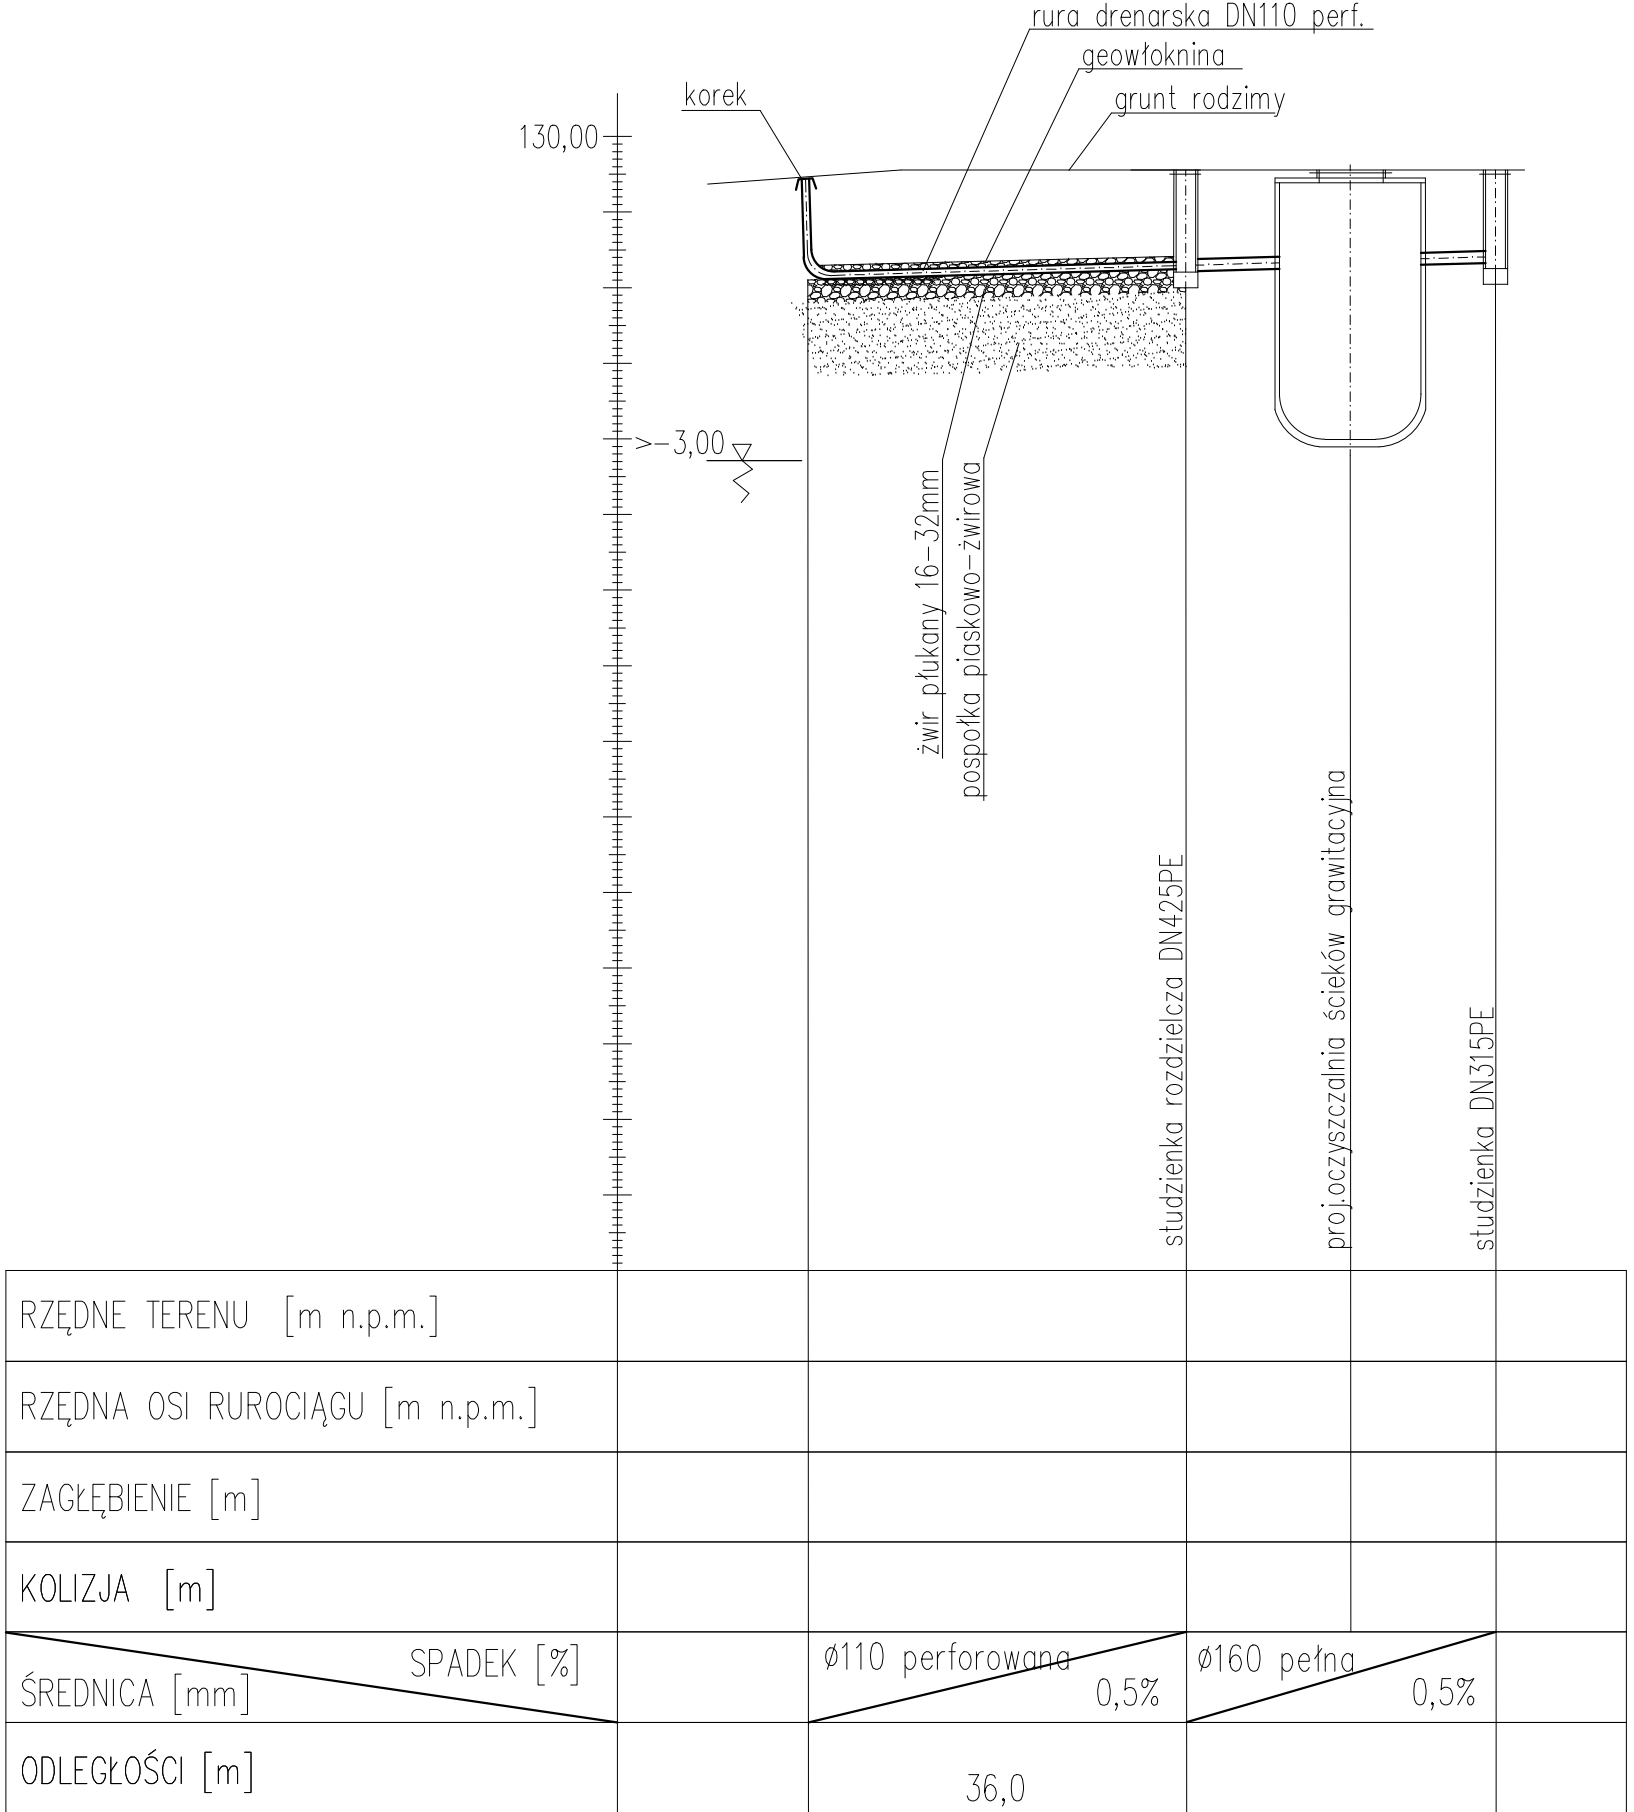 rura drenarska DN110 perf.
geowłoknina
korek
grunt rodzimy
130,00
>-3,00
żwir płukany 16-32mm
pospołka piaskowo-żwirowa
studzienka rozdzielcza DN425PE
proj.oczyszczalnia ścieków grawitacyjna
studzienka DN315PE
RZĘDNE TERENU [m n.p.m.]
RZĘDNA OSI RUROCIĄGU [m n.p.m.]
ZAGŁĘBIENIE [m]
KOLIZJA [m]
SPADEK [%]
ŚREDNICA [mm]
ø110 perforowana
0,5%
ø160 pełna
0,5%
ODLEGŁOŚCI [m]
36,0